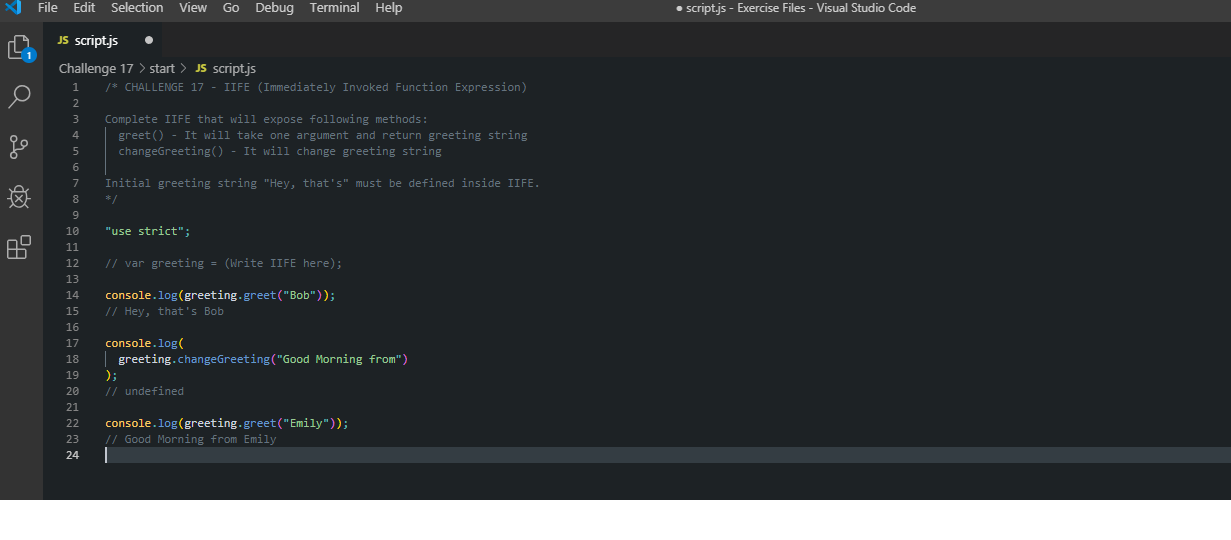 File Edit Selection View Go Debug Terminal Help ● script.js - Exercise Files - Visual Studio Code
JS script.js ●
1
Challenge 17 > start > JS script.js
1 /* CHALLENGE 17 - IIFE (Immediately Invoked Function Expression)
2
3 Complete IIFE that will expose following methods:
4 greet() - It will take one argument and return greeting string
5 changeGreeting() - It will change greeting string
6
7 Initial greeting string "Hey, that's" must be defined inside IIFE.
8 */
9
10 "use strict";
11
12 // var greeting = (Write IIFE here);
13
14 console.log(greeting.greet("Bob"));
15 // Hey, that's Bob
16
17 console.log(
18 greeting.changeGreeting("Good Morning from")
19 );
20 // undefined
21
22 console.log(greeting.greet("Emily"));
23 // Good Morning from Emily
24